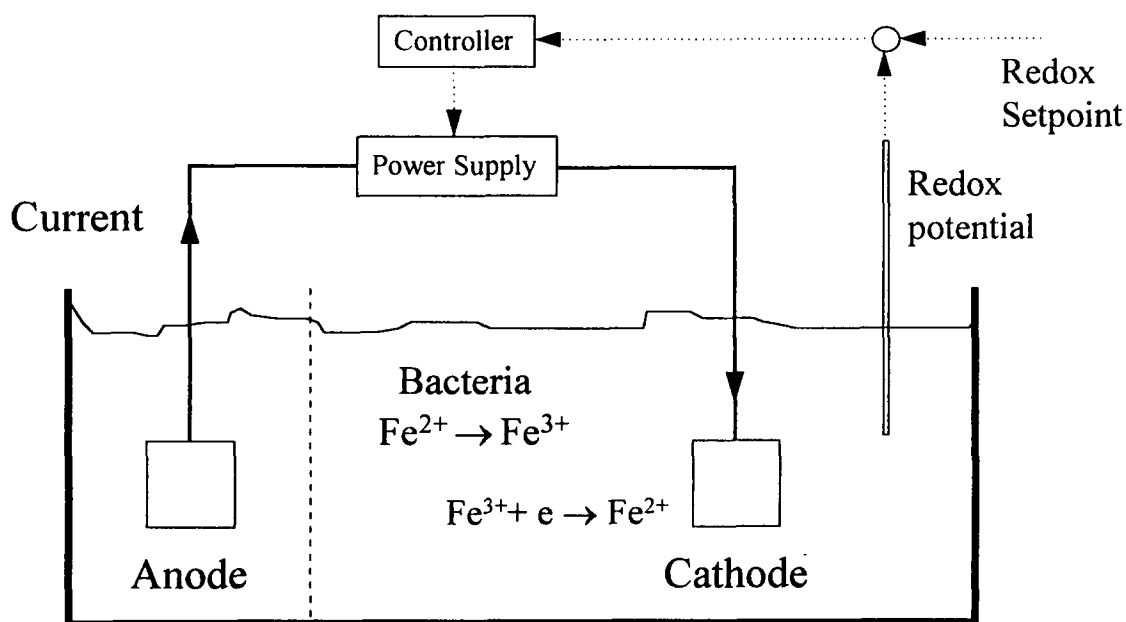 Controller
Redox
Setpoint
Power Supply
Redox
potential
Current
Bacteria
Fe²⁺ → Fe³⁺
Fe³⁺+ e → Fe²⁺
Anode
Cathode